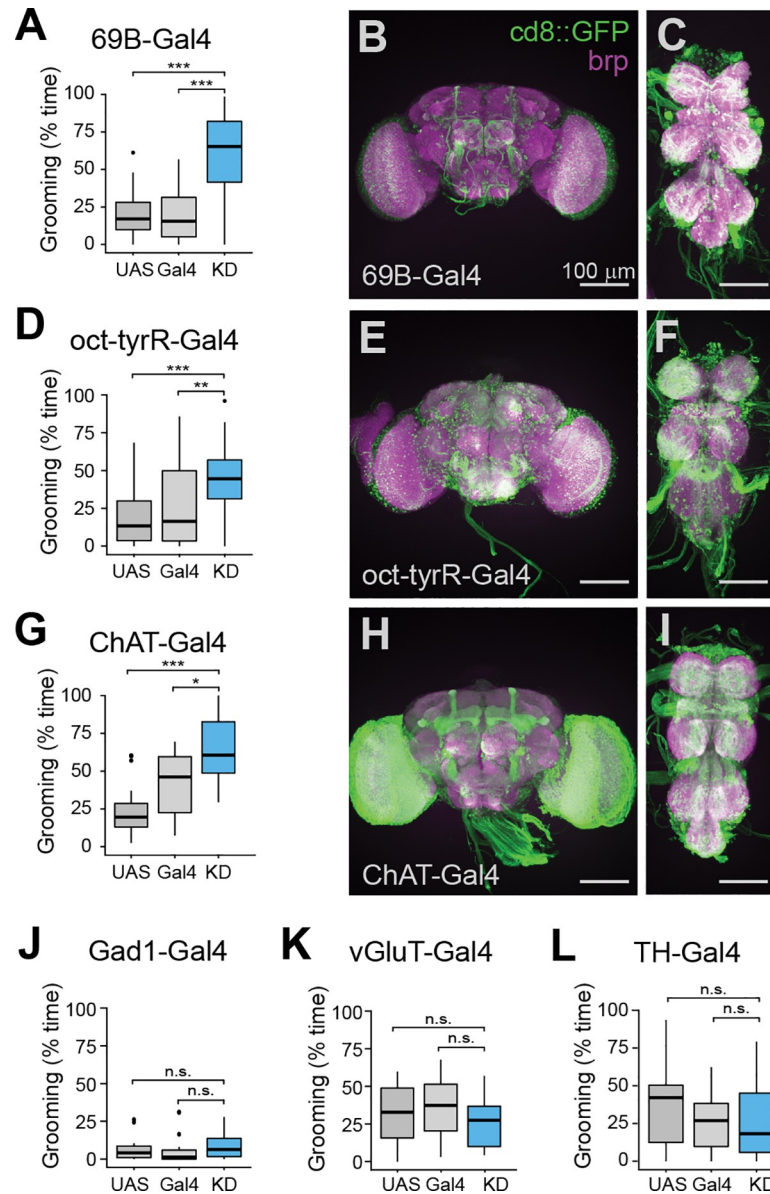 A
69B-Gal4
Grooming (% time)
100
75
50
25
0
***
***
UAS Gal4 KD
B
cd8::GFP
brp
69B-Gal4
100 μm
C
D
oct-tyrR-Gal4
Grooming (% time)
100
75
50
25
0
***
**
UAS Gal4 KD
E
oct-tyrR-Gal4
F
G
ChAT-Gal4
Grooming (% time)
100
75
50
25
0
***
*
UAS Gal4 KD
H
ChAT-Gal4
I
J
Gad1-Gal4
Grooming (% time)
100
75
50
25
0
n.s.
n.s.
UAS Gal4 KD
K
vGluT-Gal4
Grooming (% time)
100
75
50
25
0
n.s.
n.s.
UAS Gal4 KD
L
TH-Gal4
Grooming (% time)
100
75
50
25
0
n.s.
n.s.
UAS Gal4 KD